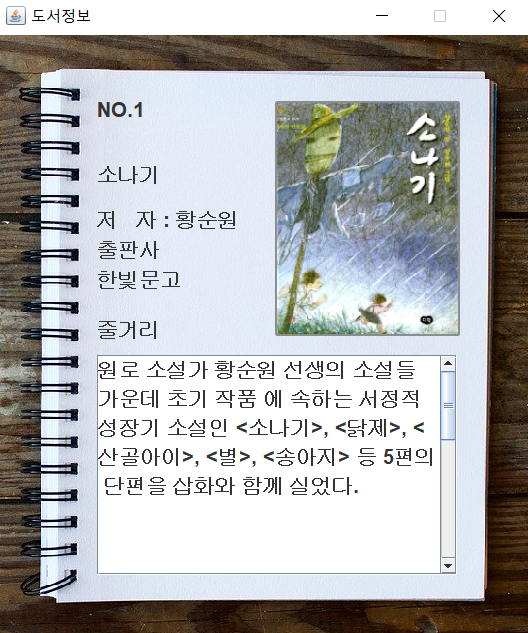 도서정보
NO.1
소나기
저 자 : 황순원
출판사
한빛문고
줄거리
원로 소설가 황순원 선생의 소설들
가운데 초기 작품 에 속하는 서정적
성장기 소설인 <소나기>, <닭제>, <
산골아이>, <별>, <송아지> 등 5편의
단편을 삽화와 함께 실었다.
소나기